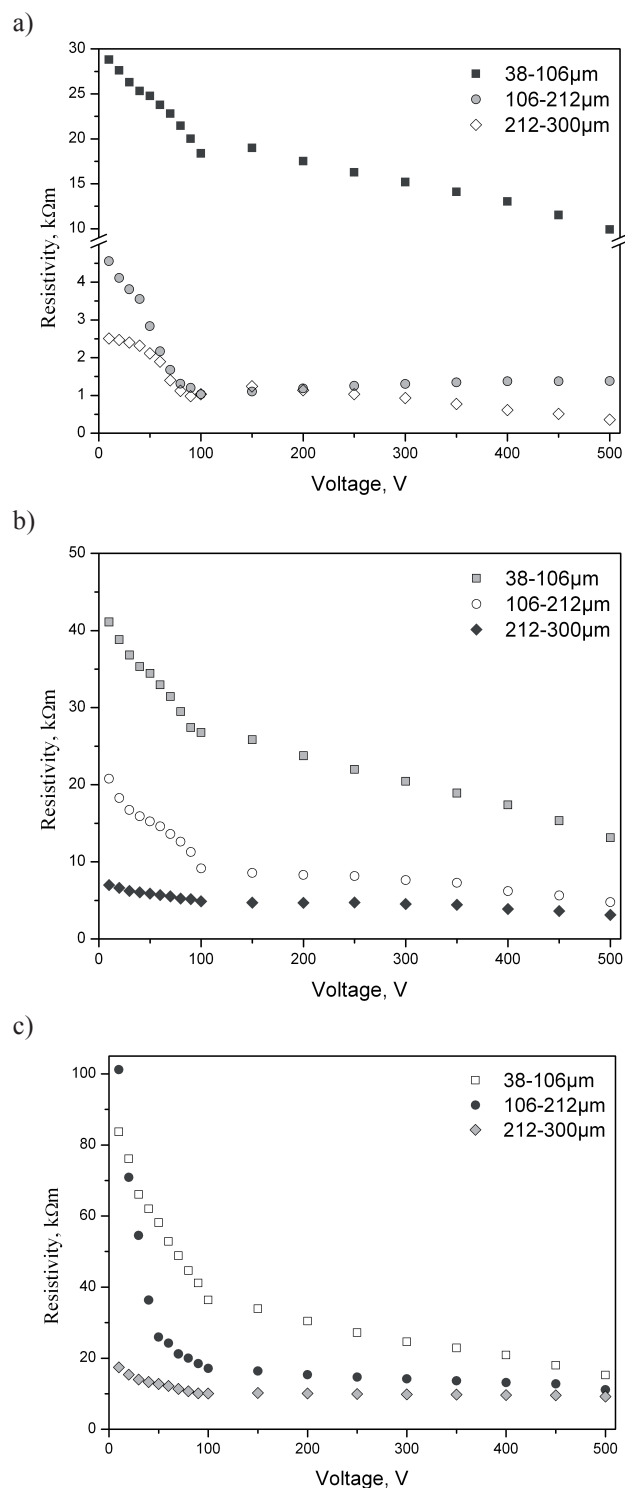 a)
30
38-106µm
106-212µm
25
212-300µm
20
15
10
Resistivity, kΩm
4
3
2
1
0
0 100 200 300 400 500
Voltage, V
b)
50
38-106µm
106-212µm
212-300µm
40
30
Resistivity, kΩm
20
10
0
0 100 200 300 400 500
Voltage, V
c)
100
38-106µm
106-212µm
212-300µm
80
60
Resistivity, kΩm
40
20
0
0 100 200 300 400 500
Voltage, V